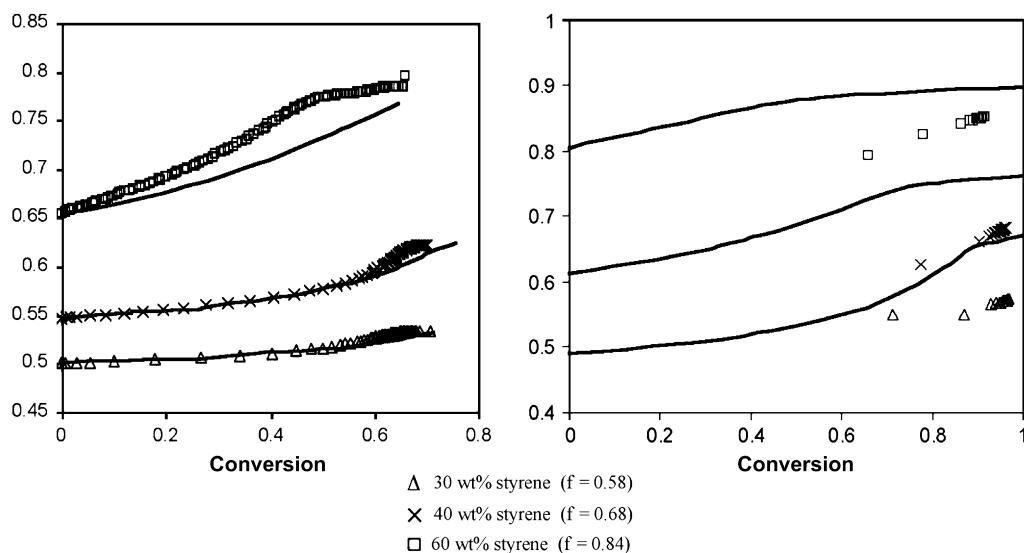 0.85
0.8
0.75
0.7
0.65
0.6
0.55
0.5
0.45
0 0.2 0.4 0.6 0.8
Conversion
1
0.9
0.8
0.7
0.6
0.5
0.4
0 0.2 0.4 0.6 0.8 1
Conversion
30 wt% styrene (f = 0.58)
40 wt% styrene (f = 0.68)
60 wt% styrene (f = 0.84)